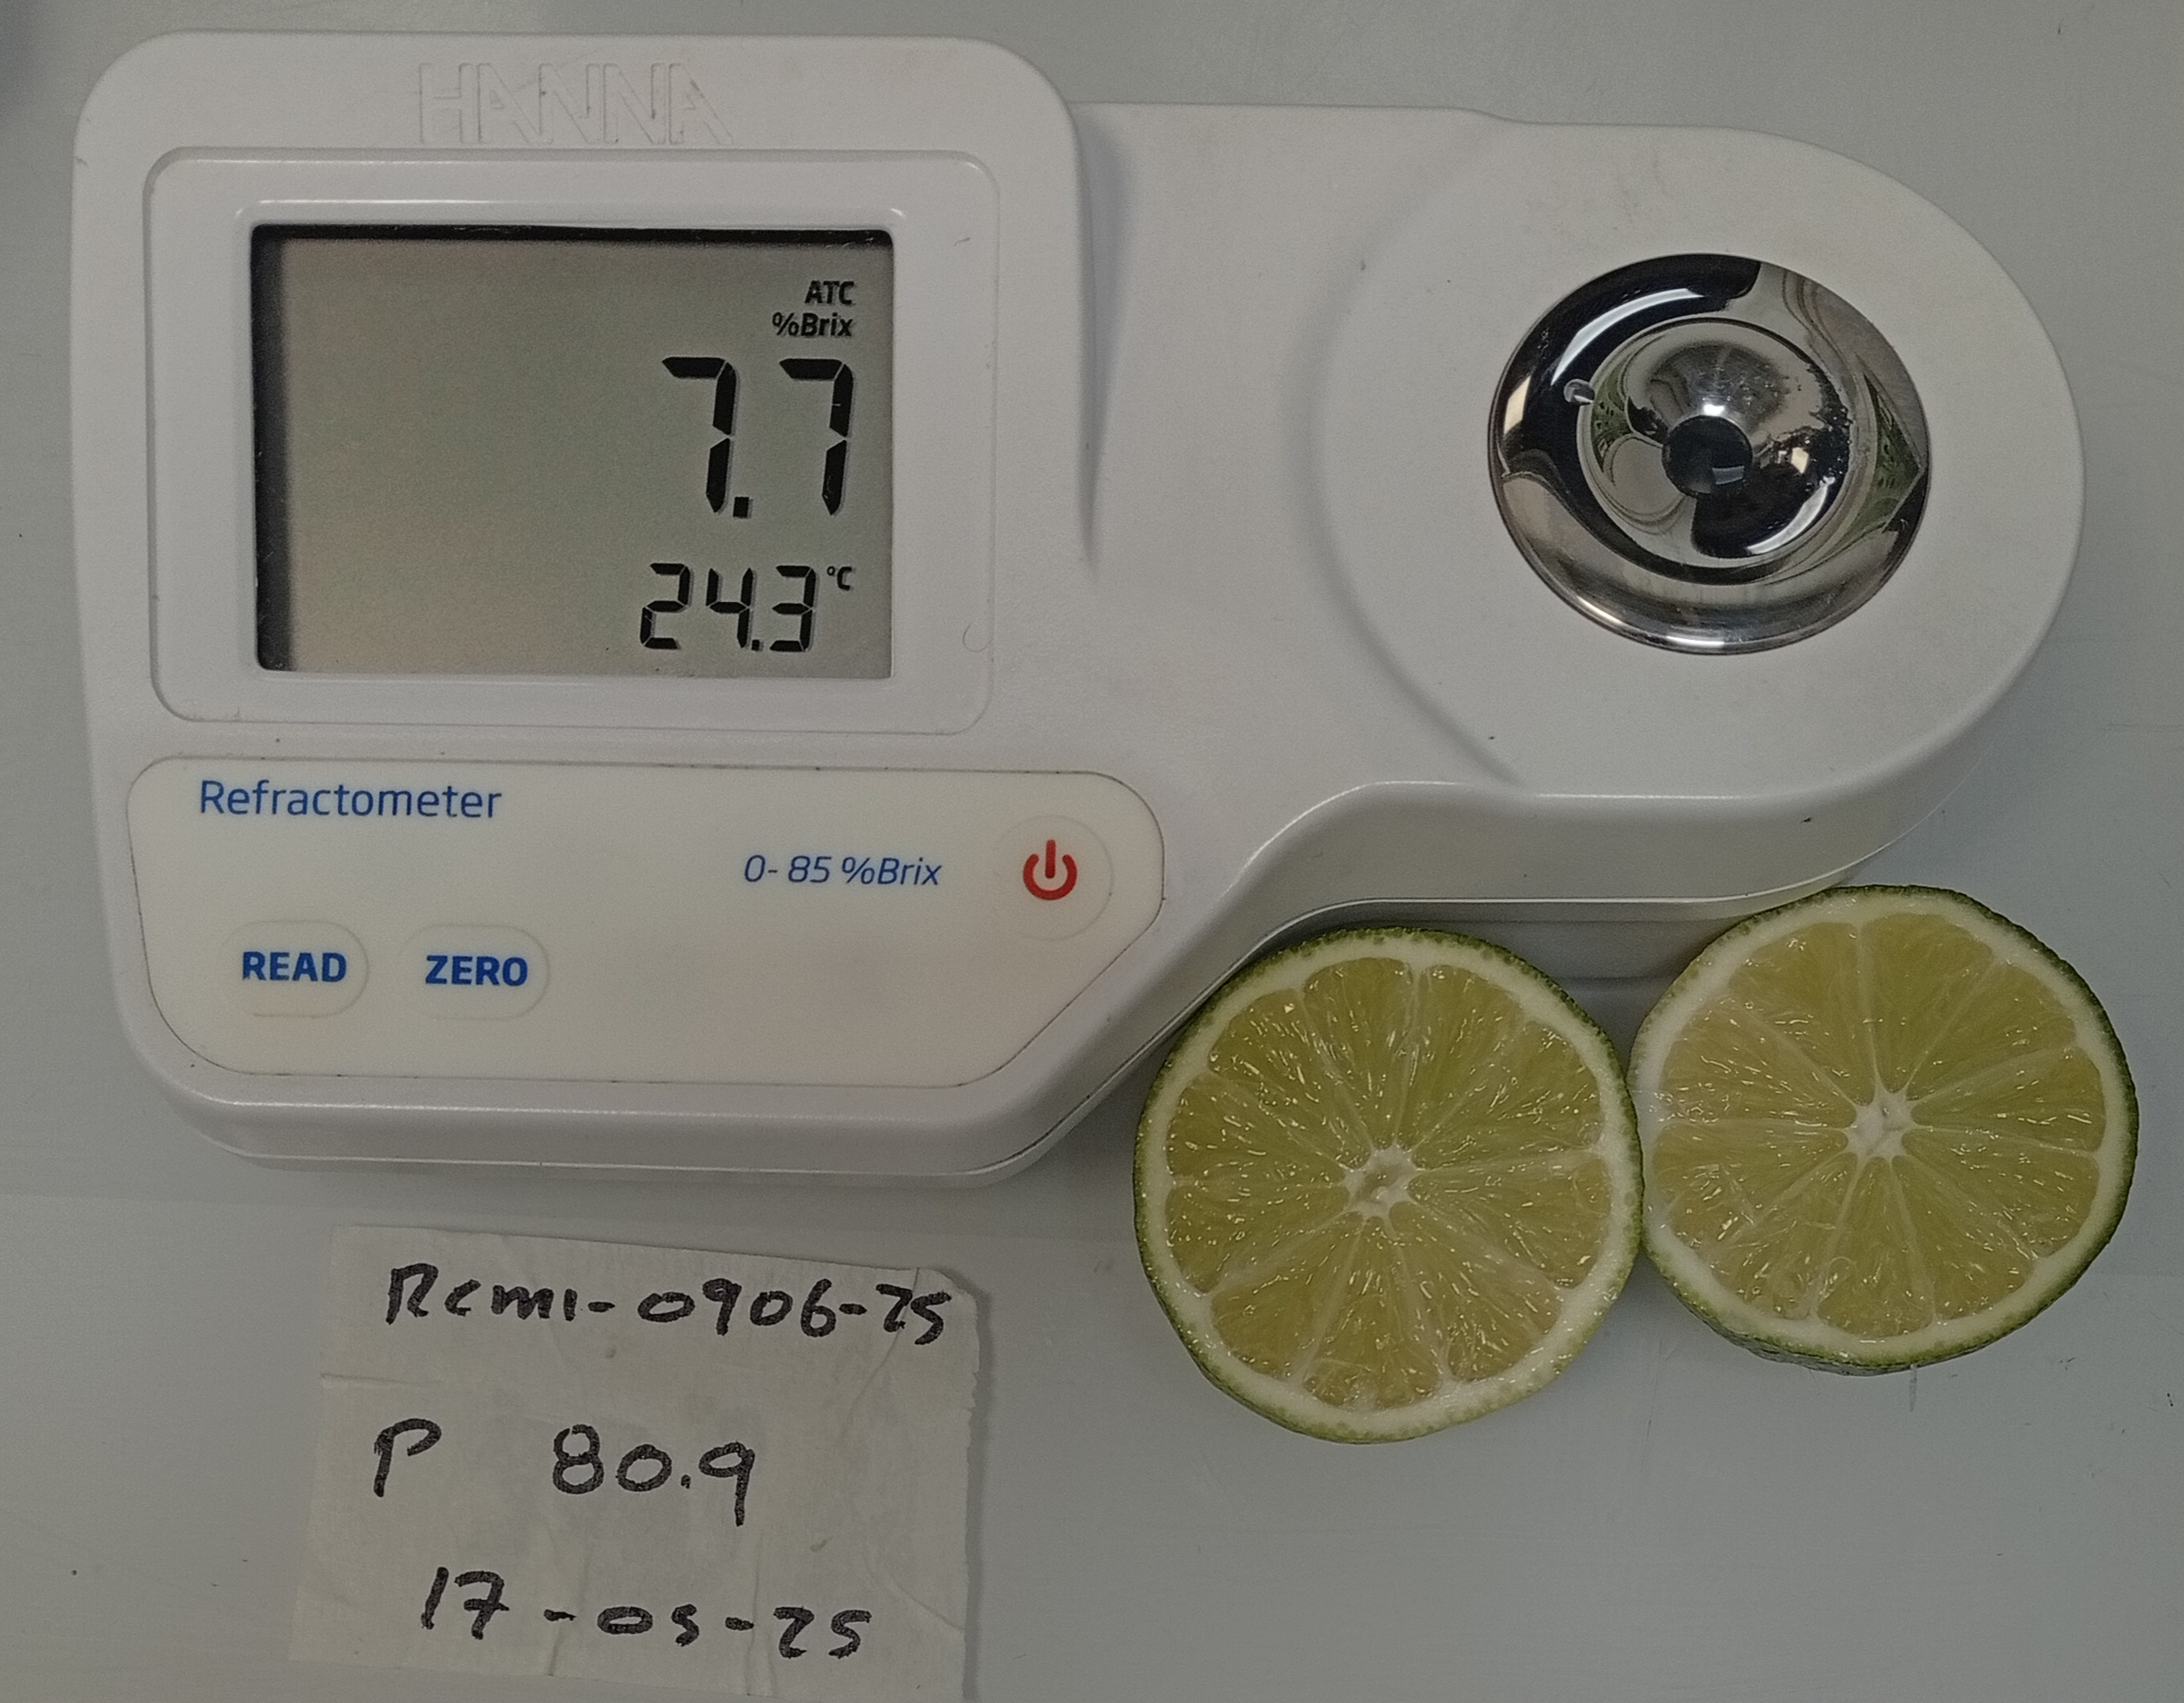 HANNA
ATC
%Brix
7.7
24.3 °C
Refractometer
0-85 %Brix
READ ZERO
Remi-0906-25
P 80.9
17-05-25